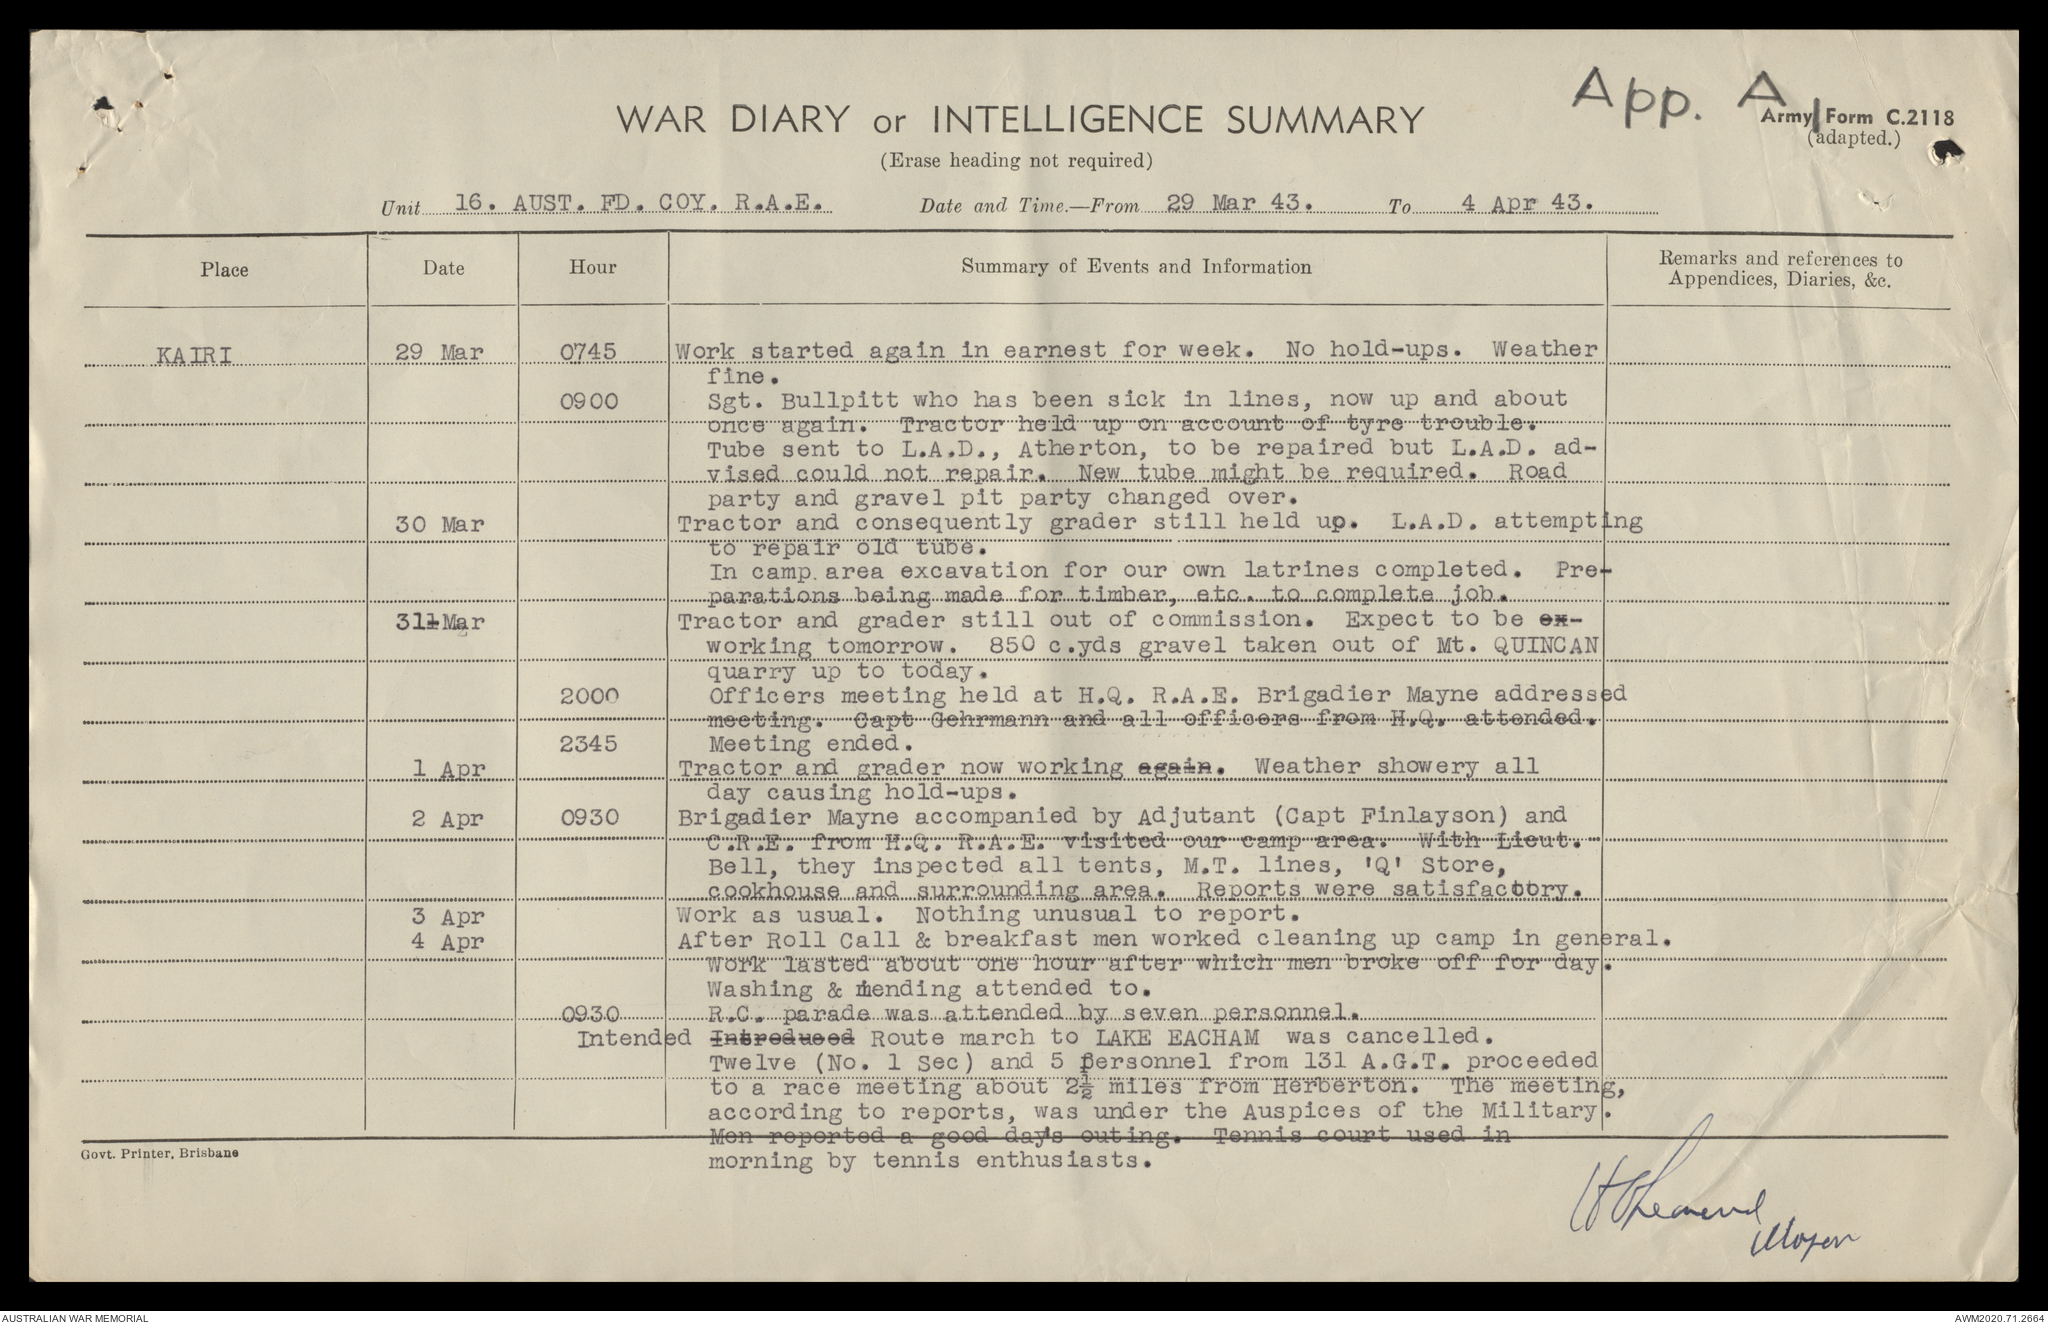 App. A
Army Form C.2118
(adapted.)
WAR DIARY or INTELLIGENCE SUMMARY
(Erase heading not required)
Unit 16. AUST. FD. COY. R.A.E. Date and Time.—From 29 Mar 43. To 4 Apr 43.
Place Date Hour Summary of Events and Information Remarks and references to
Appendices, Diaries, &c.
KAIRI 29 Mar 0745 Work started again in earnest for week. No hold-ups. Weather
fine.
0900 Sgt. Bullpitt who has been sick in lines, now up and about
once again. Tractor held up on account of tyre trouble.
Tube sent to L.A.D., Atherton, to be repaired but L.A.D. ad-
vised could not repair. New tube might be required. Road
party and gravel pit party changed over.
30 Mar Tractor and consequently grader still held up. L.A.D. attempting
to repair old tube.
In camp area excavation for our own latrines completed. Pre-
parations being made for timber, etc. to complete job.
311 Mar Tractor and grader still out of commission. Expect to be ex-
working tomorrow. 850 c.yds gravel taken out of Mt. QUINCAN
quarry up to today.
2000 Officers meeting held at H.Q. R.A.E. Brigadier Mayne addressed
meeting. Capt Gehrmann and all officers from H.Q. attended.
2345 Meeting ended.
1 Apr Tractor and grader now working again. Weather showery all
day causing hold-ups.
2 Apr 0930 Brigadier Mayne accompanied by Adjutant (Capt Finlayson) and
C.R.E. from H.Q. R.A.E. visited our camp area. With Lieut.
Bell, they inspected all tents, M.T. lines, 'Q' Store,
cookhouse and surrounding area. Reports were satisfactory.
3 Apr Work as usual. Nothing unusual to report.
4 Apr After Roll Call & breakfast men worked cleaning up camp in general.
Work lasted about one hour after which men broke off for day.
Washing & mending attended to.
0930 R.C. parade was attended by seven personnel.
Intended Introduced Route march to LAKE EACHAM was cancelled.
Twelve (No. 1 Sec) and 5 personnel from 131 A.G.T. proceeded
to a race meeting about 2½ miles from Herberton. The meeting,
according to reports, was under the Auspices of the Military.
Men reported a good day's outing. Tennis court used in
morning by tennis enthusiasts.
Govt. Printer, Brisbane
AUSTRALIAN WAR MEMORIAL
AWM2020.71.2664